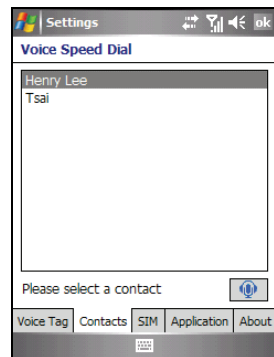 Settings ok
Voice Speed Dial
Henry Lee
Tsai
Please select a contact
Voice Tag Contacts SIM Application About